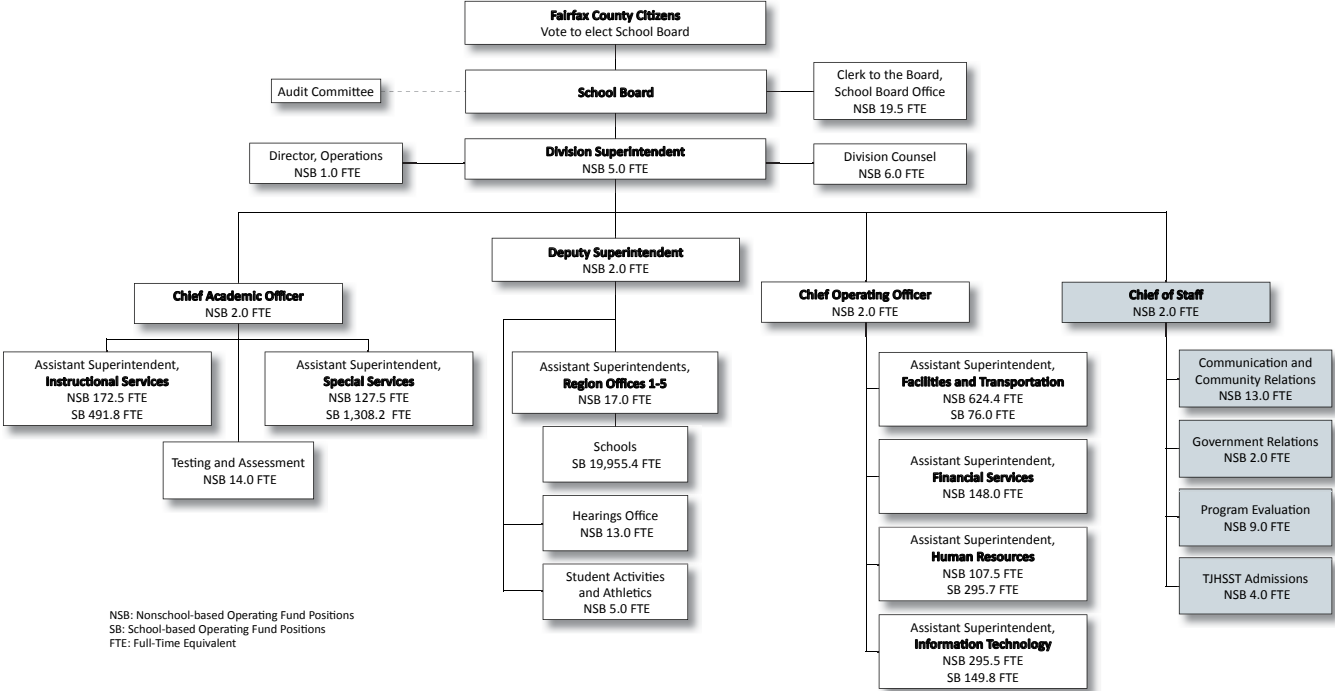 Fairfax County Citizens
Vote to elect School Board
Audit Committee
School Board
Clerk to the Board,
School Board Office
NSB 19.5 FTE
Director, Operations
NSB 1.0 FTE
Division Superintendent
NSB 5.0 FTE
Division Counsel
NSB 6.0 FTE
Deputy Superintendent
NSB 2.0 FTE
Chief Academic Officer
NSB 2.0 FTE
Chief Operating Officer
NSB 2.0 FTE
Chief of Staff
NSB 2.0 FTE
Assistant Superintendent,
Instructional Services
NSB 172.5 FTE
SB 491.8 FTE
Assistant Superintendent,
Special Services
NSB 127.5 FTE
SB 1,308.2 FTE
Testing and Assessment
NSB 14.0 FTE
Assistant Superintendents,
Region Offices 1-5
NSB 17.0 FTE
Schools
SB 19,955.4 FTE
Hearings Office
NSB 13.0 FTE
Student Activities
and Athletics
NSB 5.0 FTE
Assistant Superintendent,
Facilities and Transportation
NSB 624.4 FTE
SB 76.0 FTE
Assistant Superintendent,
Financial Services
NSB 148.0 FTE
Assistant Superintendent,
Human Resources
NSB 107.5 FTE
SB 295.7 FTE
Assistant Superintendent,
Information Technology
NSB 295.5 FTE
SB 149.8 FTE
Communication and
Community Relations
NSB 13.0 FTE
Government Relations
NSB 2.0 FTE
Program Evaluation
NSB 9.0 FTE
TJHSST Admissions
NSB 4.0 FTE
NSB: Nonschool-based Operating Fund Positions
SB: School-based Operating Fund Positions
FTE: Full-Time Equivalent